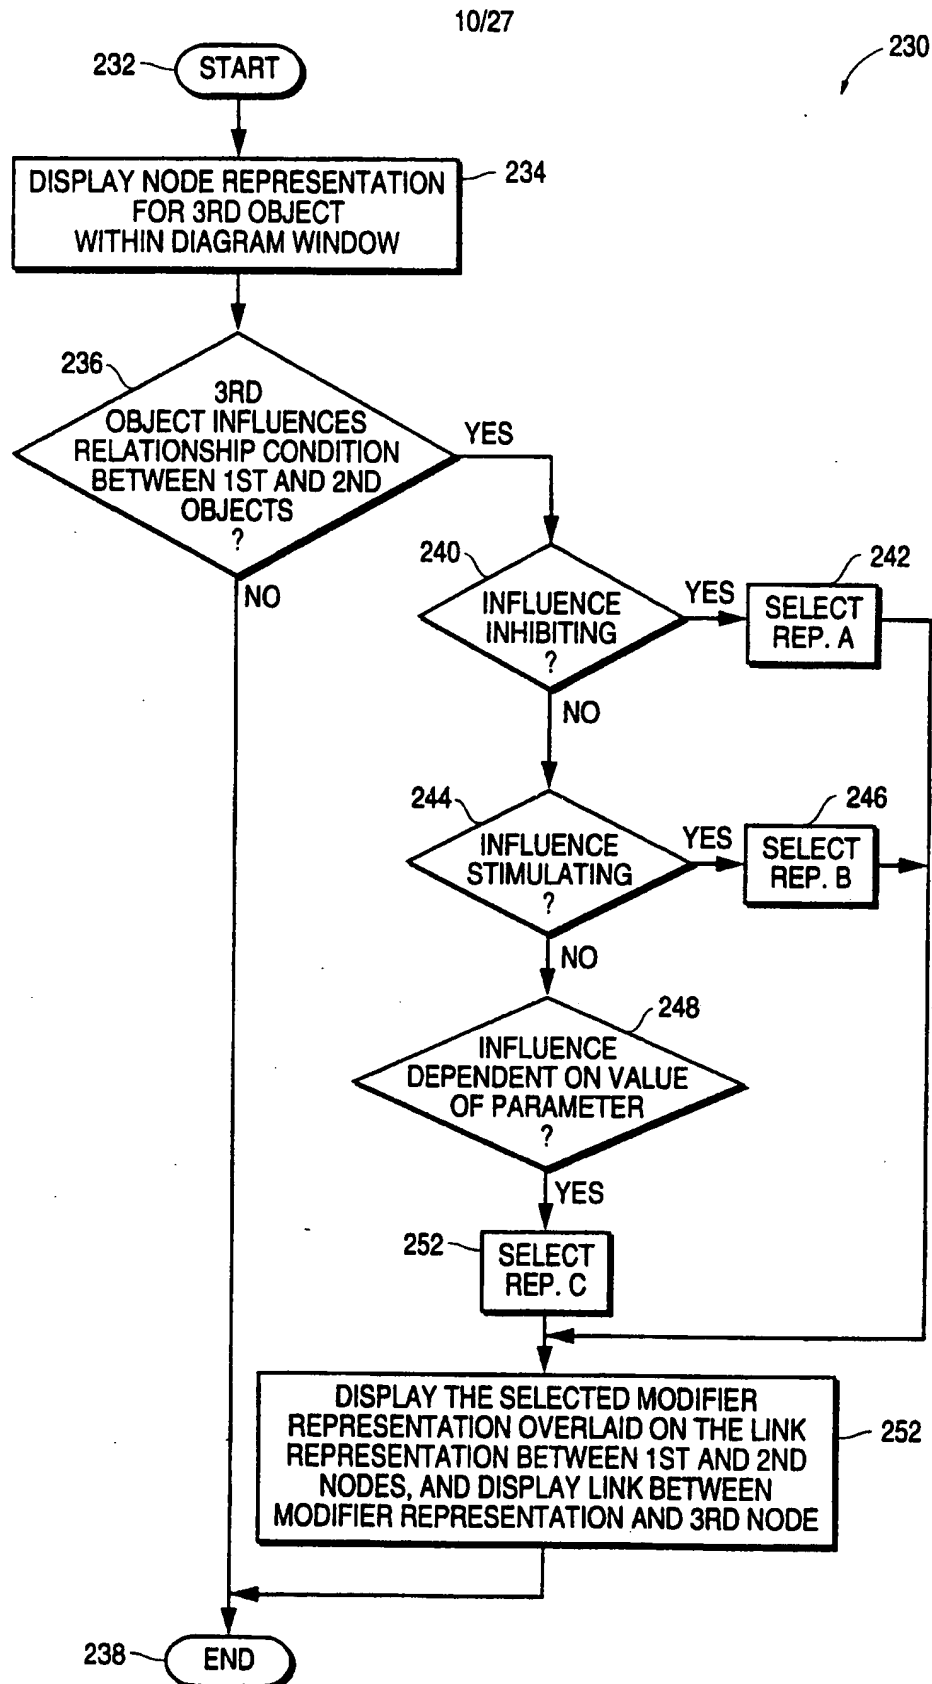 10/27
230
232
START
234
DISPLAY NODE REPRESENTATION
FOR 3RD OBJECT
WITHIN DIAGRAM WINDOW
236
3RD
OBJECT INFLUENCES
RELATIONSHIP CONDITION
BETWEEN 1ST AND 2ND
OBJECTS
?
YES
NO
240
INFLUENCE
INHIBITING
?
YES
242
SELECT
REP. A
NO
244
INFLUENCE
STIMULATING
?
YES
246
SELECT
REP. B
NO
248
INFLUENCE
DEPENDENT ON VALUE
OF PARAMETER
?
YES
252
SELECT
REP. C
DISPLAY THE SELECTED MODIFIER
REPRESENTATION OVERLAID ON THE LINK
REPRESENTATION BETWEEN 1ST AND 2ND
NODES, AND DISPLAY LINK BETWEEN
MODIFIER REPRESENTATION AND 3RD NODE
252
238
END